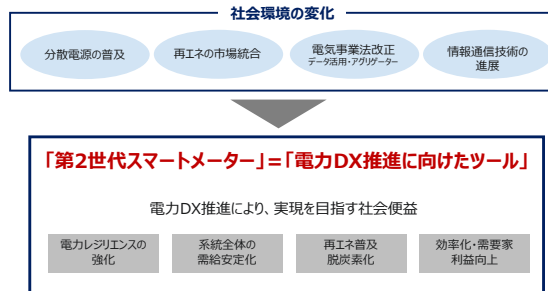 社会環境の変化
分散電源の普及
再エネの市場統合
電気事業法改正
データ活用・アグリゲーター
情報通信技術の
進展
「第2世代スマートメーター」=「電力DX推進に向けたツール」
電力DX推進により、実現を目指す社会便益
電力レジリエンスの
強化
系統全体の
需給安定化
再エネ普及
脱炭素化
効率化・需要家
利益向上